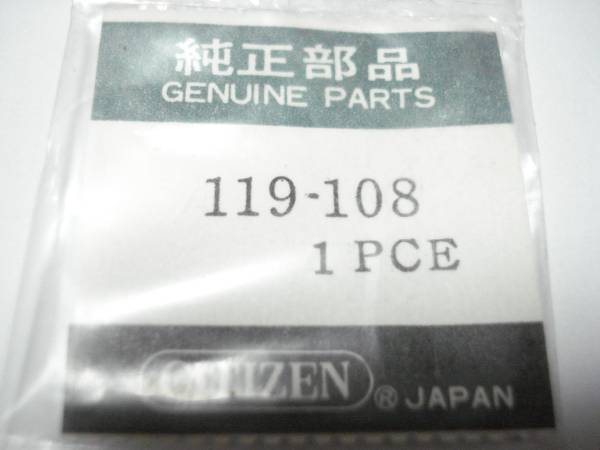 純正部品
GENUINE PARTS
119-108
1 PCE
CITIZEN
® JAPAN